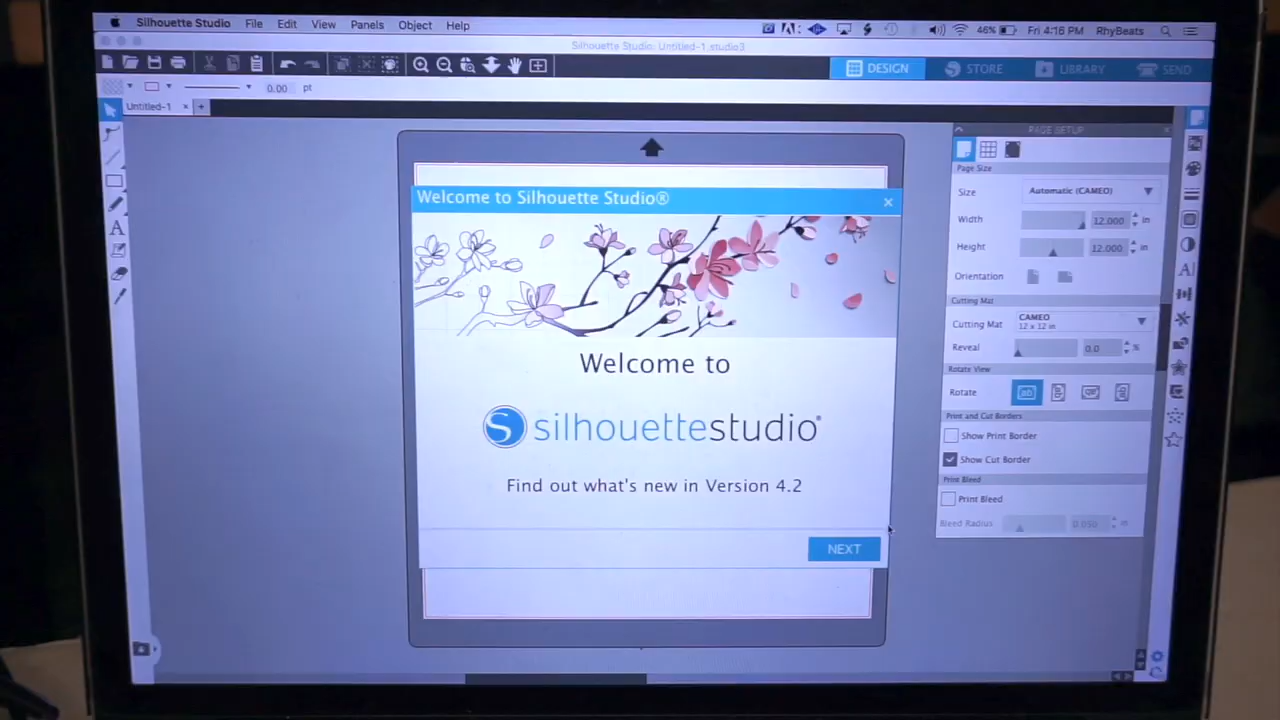 Silhouette Studio File Edit View Panels Object Help
46% Fri 4:16 PM RhyBeats
Silhouette Studio: Untitled-1.studio3
DESIGN STORE LIBRARY SEND
0.00 pt
Untitled-1
PAGE SETUP
Page Size
Size Automatic (CAMEO)
Width 12.000 in
Height 12.000 in
Orientation
Cutting Mat
Cutting Mat CAMEO
12 x 12 in
Reveal 0.0 %
Rotate View
Rotate
Print and Cut Borders
Show Print Border
Show Cut Border
Print Bleed
Print Bleed
Bleed Radius 0.050 in
Welcome to Silhouette Studio®
Welcome to
silhouettestudio®
Find out what's new in Version 4.2
NEXT